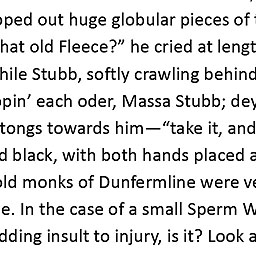 pped out huge globular pieces of
hat old Fleece?” he cried at lengt
hile Stubb, softly crawling behind
pin’ each oder, Massa Stubb; dey
tongs towards him—“take it, and
d black, with both hands placed a
old monks of Dunfermline were ve
e. In the case of a small Sperm W
dding insult to injury, is it? Look a